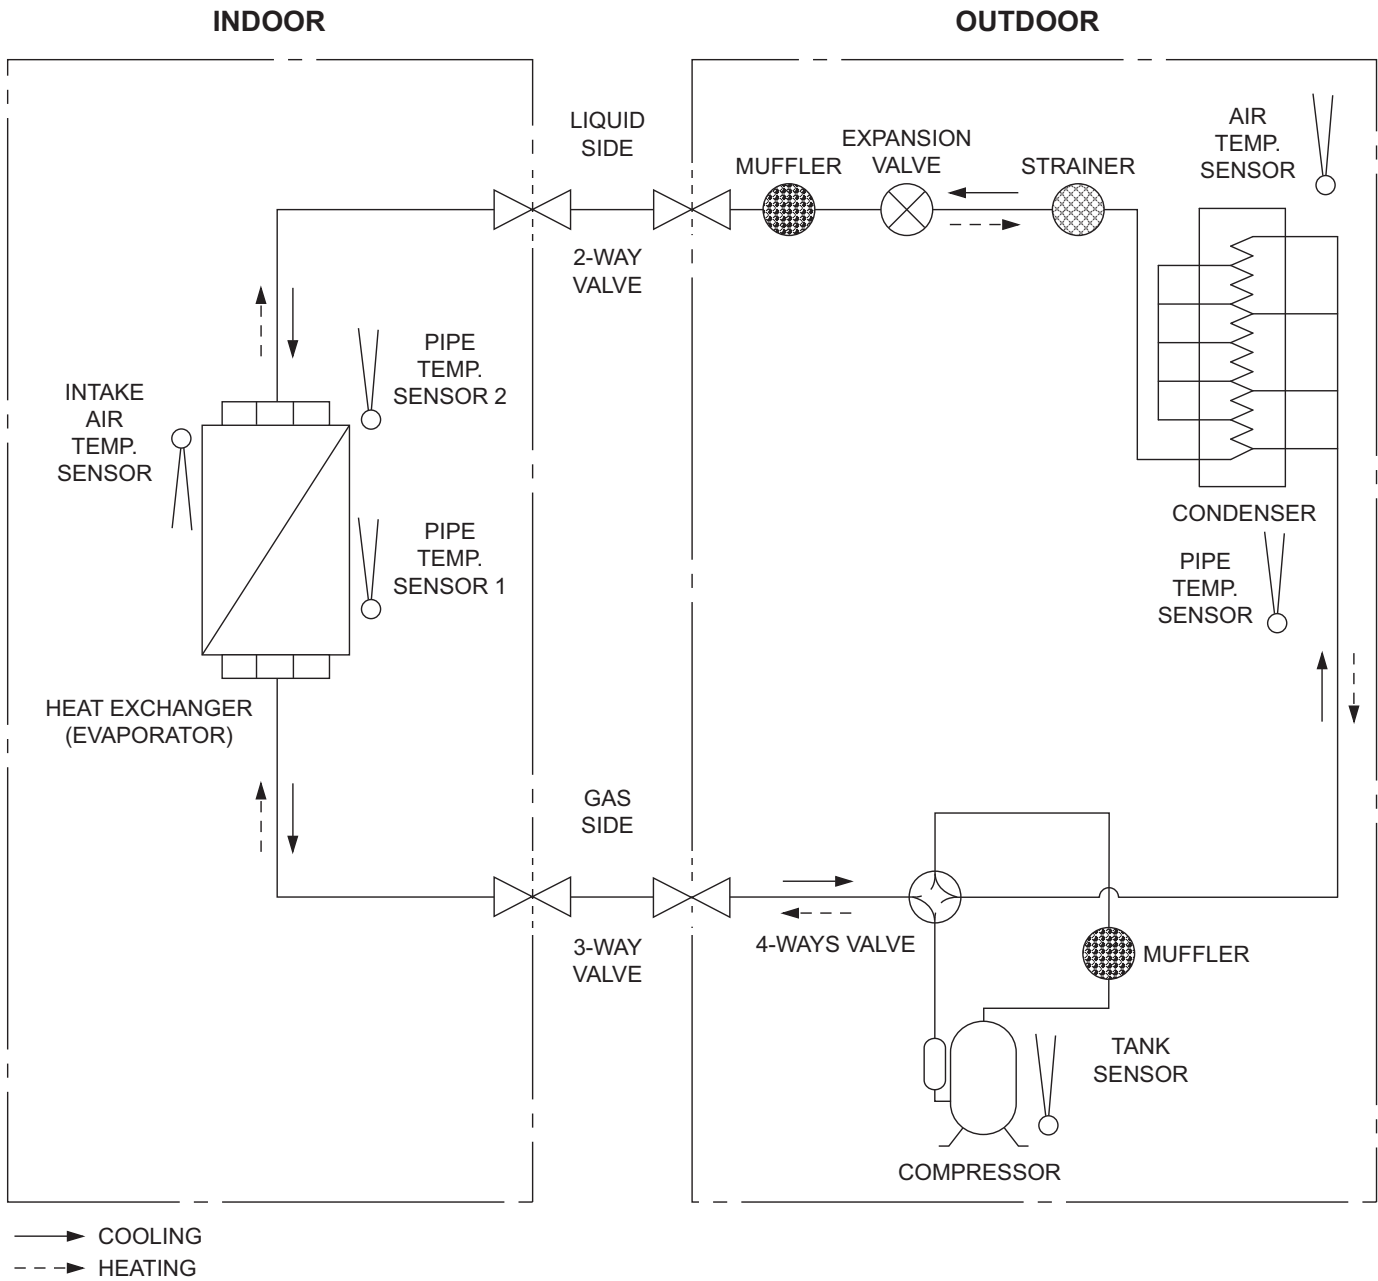 INDOOR
OUTDOOR
LIQUID
SIDE
2-WAY
VALVE
MUFFLER
EXPANSION
VALVE
STRAINER
AIR
TEMP.
SENSOR
PIPE
TEMP.
SENSOR 2
INTAKE
AIR
TEMP.
SENSOR
PIPE
TEMP.
SENSOR 1
CONDENSER
PIPE
TEMP.
SENSOR
HEAT EXCHANGER
(EVAPORATOR)
GAS
SIDE
3-WAY
VALVE
4-WAYS VALVE
MUFFLER
TANK
SENSOR
COMPRESSOR
COOLING
HEATING